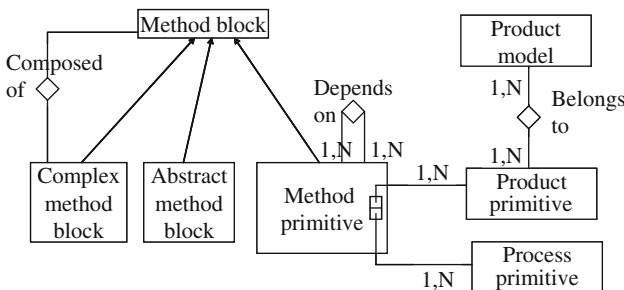 Method block
Product
model
Composed
of
Depends
on
1,N
Belongs
to
1,N
1,N
1,N
Complex
method
block
Abstract
method
block
Method
primitive
1,N
Product
primitive
1,N
Process
primitive